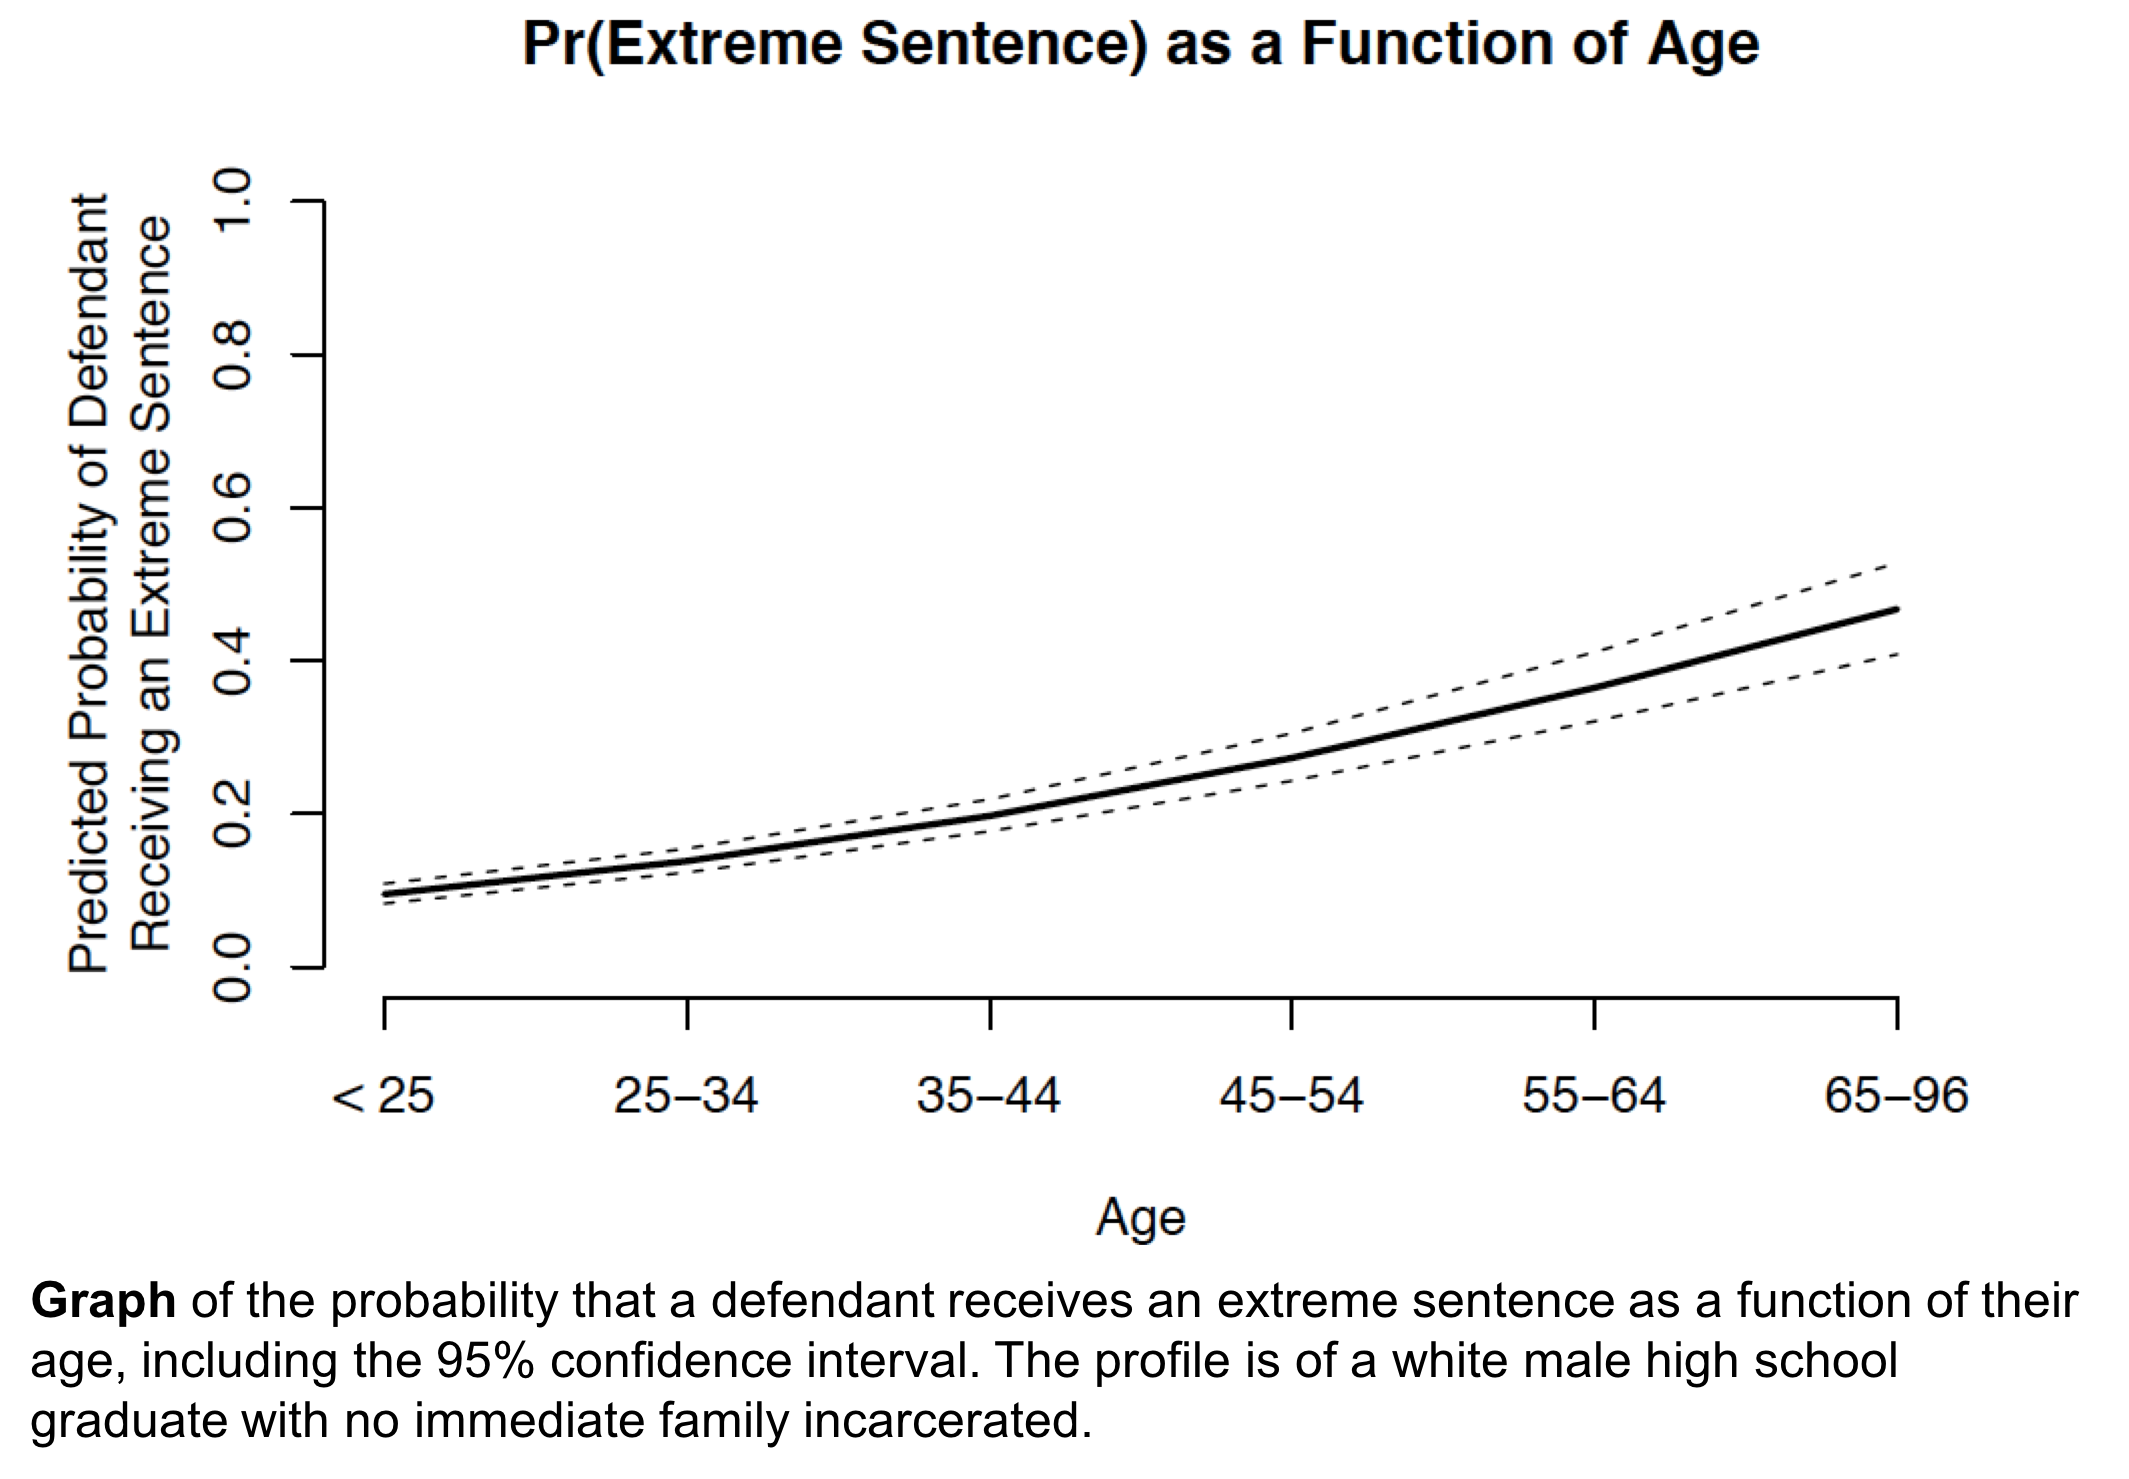 Pr(Extreme Sentence) as a Function of Age
Predicted Probability of Defendant
Receiving an Extreme Sentence
1.0
0.8
0.6
0.4
0.2
0.0
< 25
25–34
35–44
45–54
55–64
65–96
Age
Graph of the probability that a defendant receives an extreme sentence as a function of their
age, including the 95% confidence interval. The profile is of a white male high school
graduate with no immediate family incarcerated.